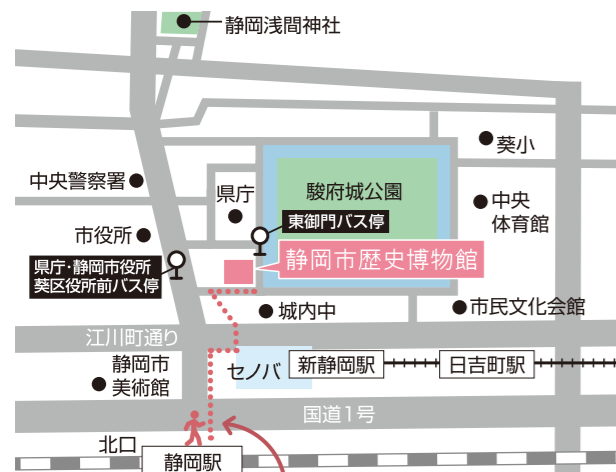 静岡浅間神社
葵小
中央警察署
県庁
駿府城公園
中央
体育館
東御門バス停
市役所
静岡市歴史博物館
県庁・静岡市役所
葵区役所前バス停
城内中
市民文化会館
江川町通り
静岡市
美術館
セノバ
新静岡駅
日吉町駅
国道1号
北口
静岡駅